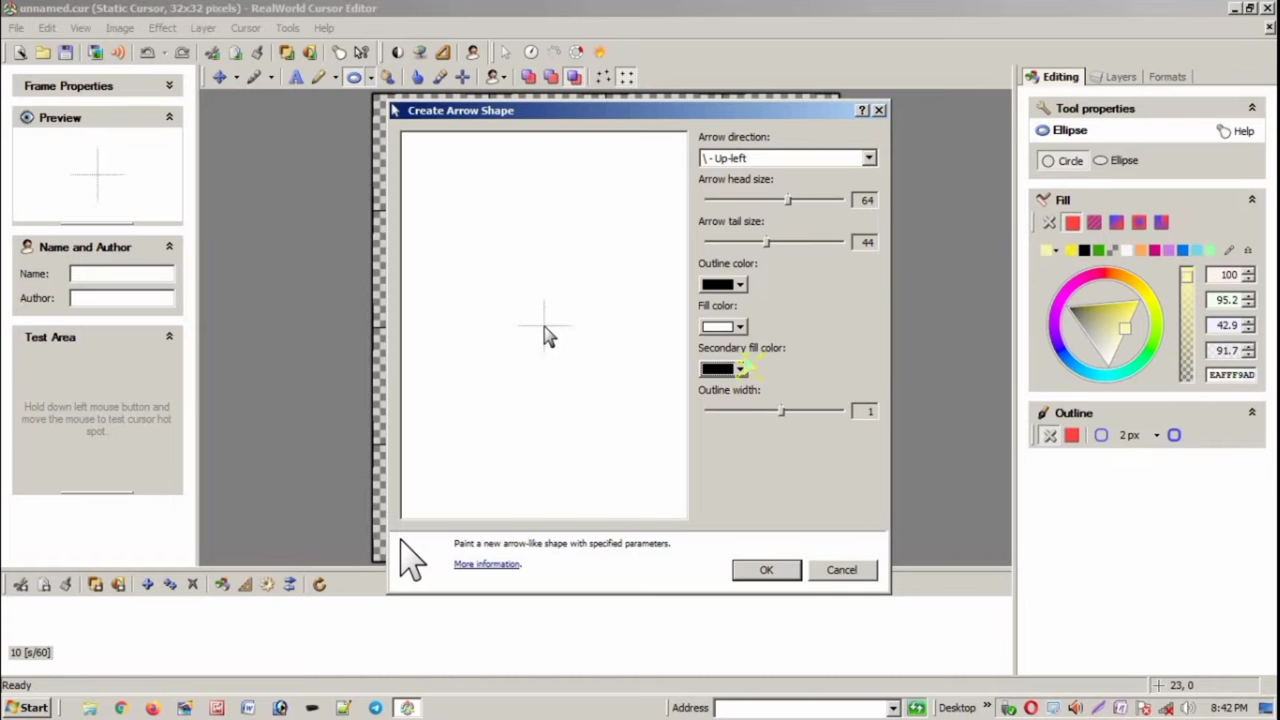 unnamed.cur (Static Cursor, 32x32 pixels) - RealWorld Cursor Editor
File Edit View Image Effect Layer Cursor Tools Help
Frame Properties
Preview
Name and Author
Name:
Author:
Test Area
Hold down left mouse button and
move the mouse to test cursor hot
spot.
Create Arrow Shape
Arrow direction:
\ - Up-left
Arrow head size:
64
Arrow tail size:
44
Outline color:
Fill color:
Secondary fill color:
Outline width:
1
Paint a new arrow-like shape with specified parameters.
More information.
OK Cancel
Editing Layers Formats
Tool properties
Ellipse Help
Circle Ellipse
Fill
100
95.2
42.9
91.7
EAFFF9AD
Outline
2 px
10 [s/60]
Ready 23, 0
Start Address Desktop 8:42 PM